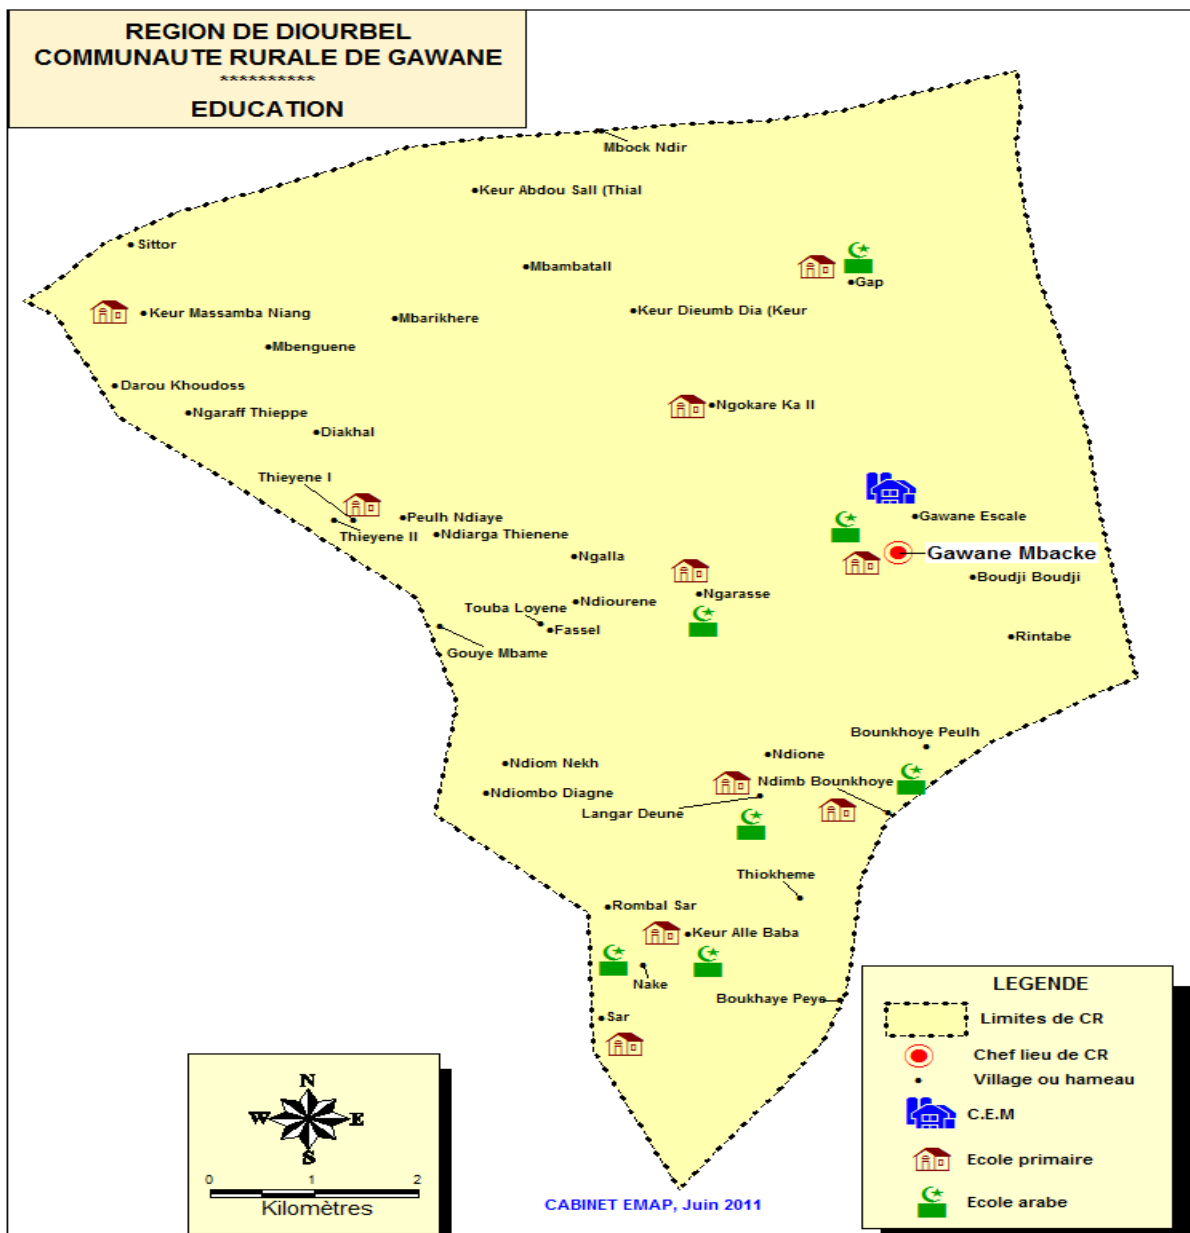 REGION DE DIOURBEL
COMMUNAUTE RURALE DE GAWANE
**********
EDUCATION
Mbock Ndir
Keur Abdou Sall (Thial
Sittor
Mbambatall
Gap
Keur Massamba Niang
Mbarikhere
Keur Dieumb Dia (Keur
Mbenguene
Darou Khoudoss
Ngaraff Thieppe
Ngokare Ka II
Diakhal
Thieyene I
Peulh Ndiaye
Gawane Escale
Thieyene II
Ndiarga Thienene
Gawane Mbacke
Ngalla
Boudji Boudji
Ngarasse
Touba Loyene
Ndiourene
Fassel
Rintabe
Gouye Mbame
Bounkhoye Peulh
Ndione
Ndiom Nekh
Ndimb Bounkhoye
Ndiombo Diagne
Langar Deune
Thiokheme
Rombal Sar
Keur Alle Baba
Nake
Boukhaye Peye
Sar
LEGENDE
Limites de CR
Chef lieu de CR
Village ou hameau
C.E.M
Ecole primaire
Ecole arabe
N
W E
S
0 1 2
Kilomètres
CABINET EMAP, Juin 2011